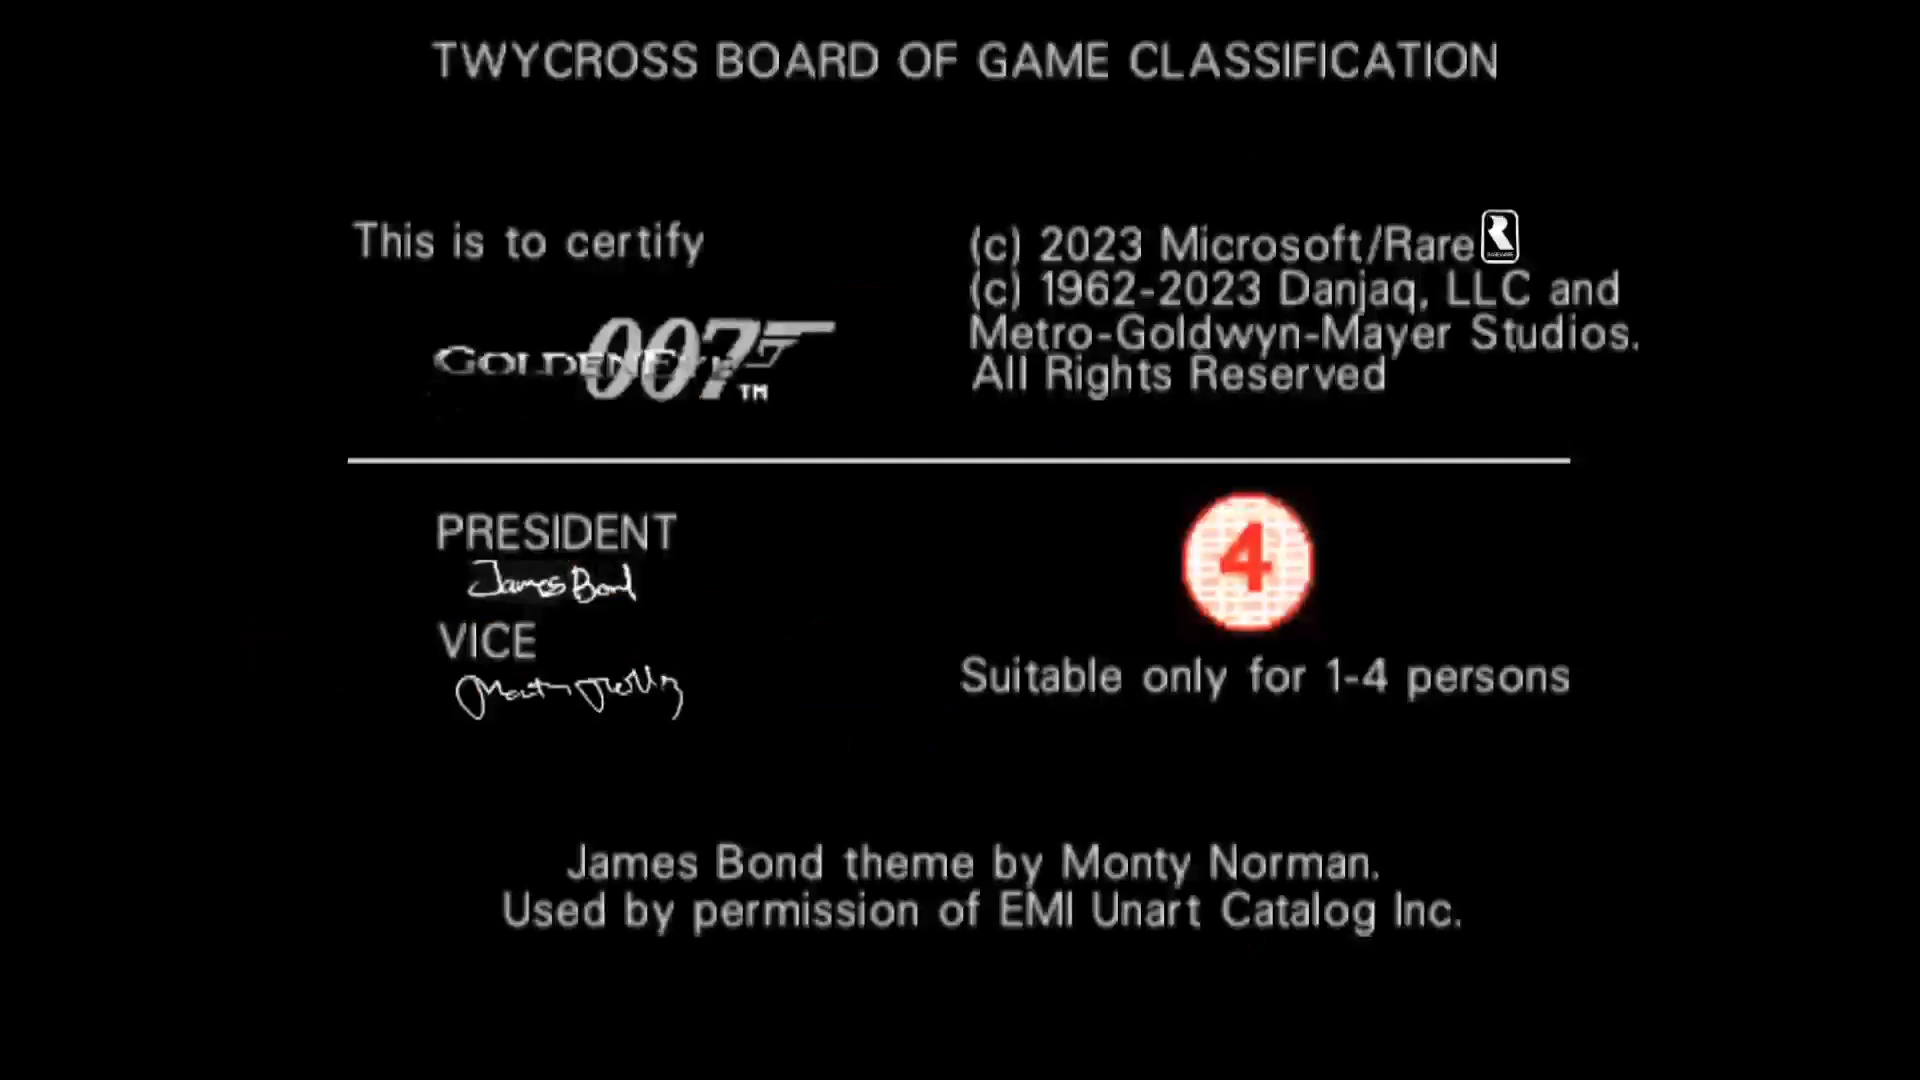 TWYCROSS BOARD OF GAME CLASSIFICATION
This is to certify
GOLDENEYE 007 TM
(c) 2023 Microsoft/Rare
(c) 1962-2023 Danjaq, LLC and
Metro-Goldwyn-Mayer Studios.
All Rights Reserved
PRESIDENT
James Bond
VICE
4
Suitable only for 1-4 persons
James Bond theme by Monty Norman.
Used by permission of EMI Unart Catalog Inc.